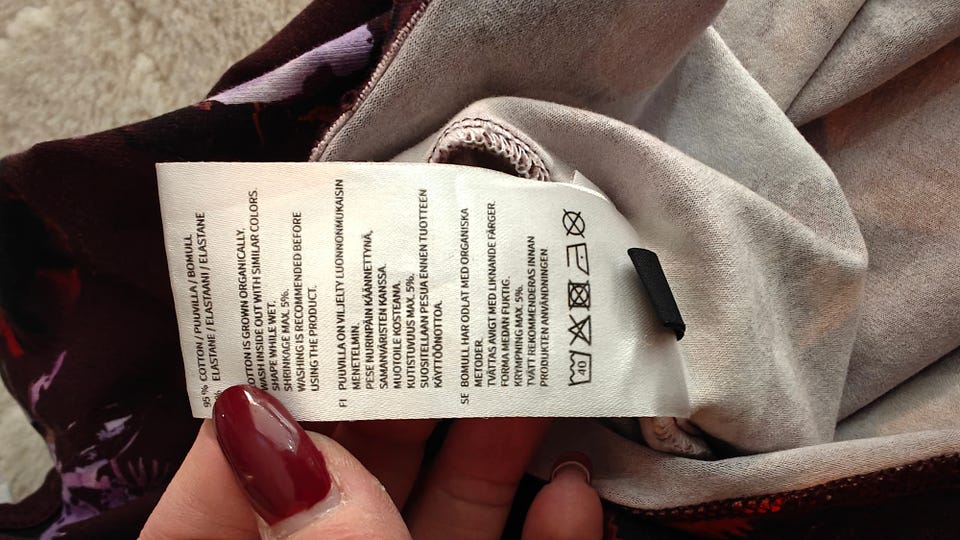 95 % COTTON / PUUVILLA / BOMULL
% ELASTANE / ELASTAANI / ELASTANE
COTTON IS GROWN ORGANICALLY.
WASH INSIDE OUT WITH SIMILAR COLORS.
SHAPE WHILE WET.
SHRINKAGE MAX. 5%.
WASHING IS RECOMMENDED BEFORE
USING THE PRODUCT.
FI PUUVILLA ON VILJELTY LUONNONMUKAISIN
MENETELMIN.
PESE NURINPÄIN KÄÄNNETTYNÄ,
SAMANVÄRISTEN KANSSA.
MUOTOILE KOSTEANA.
KUTISTUVUUS MAX. 5%.
SUOSITELLAAN PESUA ENNEN TUOTTEEN
KÄYTTÖÖNOTTOA.
SE BOMULL HAR ODLAT MED ORGANISKA
METODER.
TVÄTTAS AVIGT MED LIKNANDE FÄRGER.
FORMA MEDAN FUKTIG.
KRYMPNING MAX. 5%.
TVÄTT REKOMMENDERAS INNAN
PRODUKTEN ANVÄNDNINGEN.
40